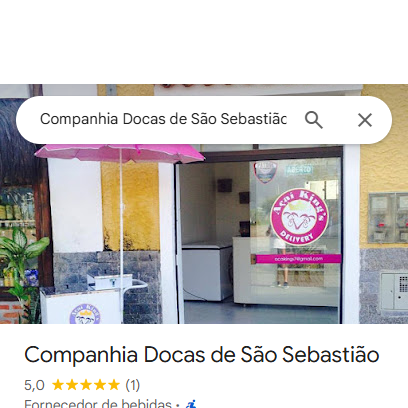 Companhia Docas de São Sebastião
Açaí King's
DELIVERY
acaikings7@gmail.com
Companhia Docas de São Sebastião
5,0 (1)
Fornecedor de bebidas ·